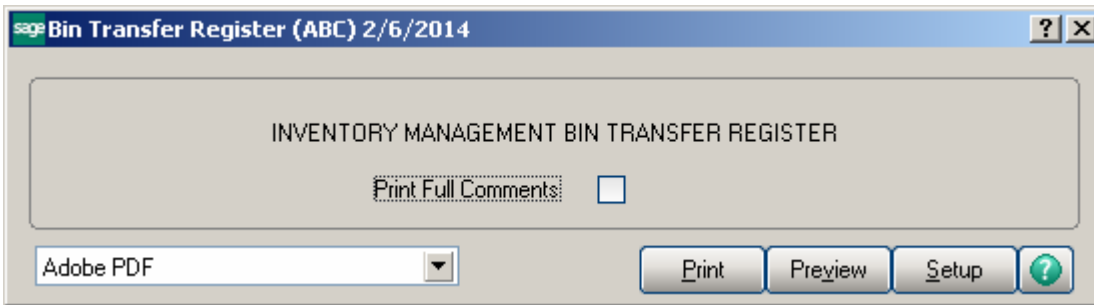 sage Bin Transfer Register (ABC) 2/6/2014 ? X
INVENTORY MANAGEMENT BIN TRANSFER REGISTER
Print Full Comments
Adobe PDF Print Preview Setup ?